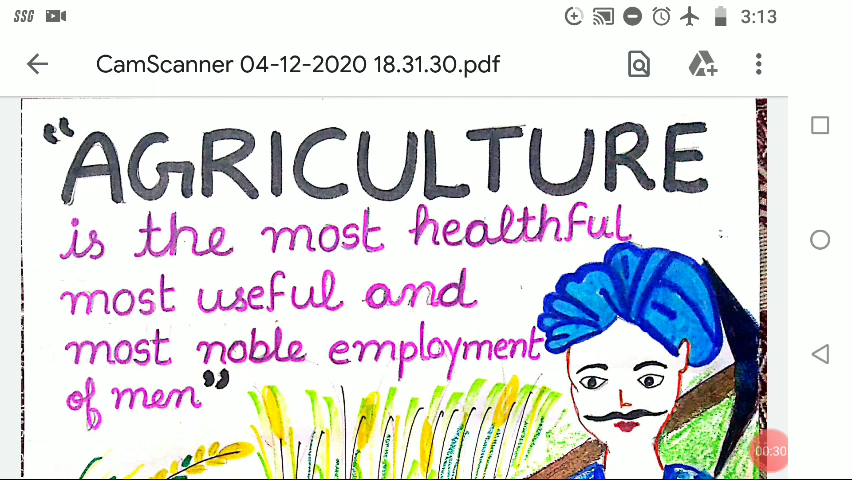 SSG
3:13
CamScanner 04-12-2020 18.31.30.pdf
“AGRICULTURE
is the most healthful
most useful and
most noble employment
of men”
00:30